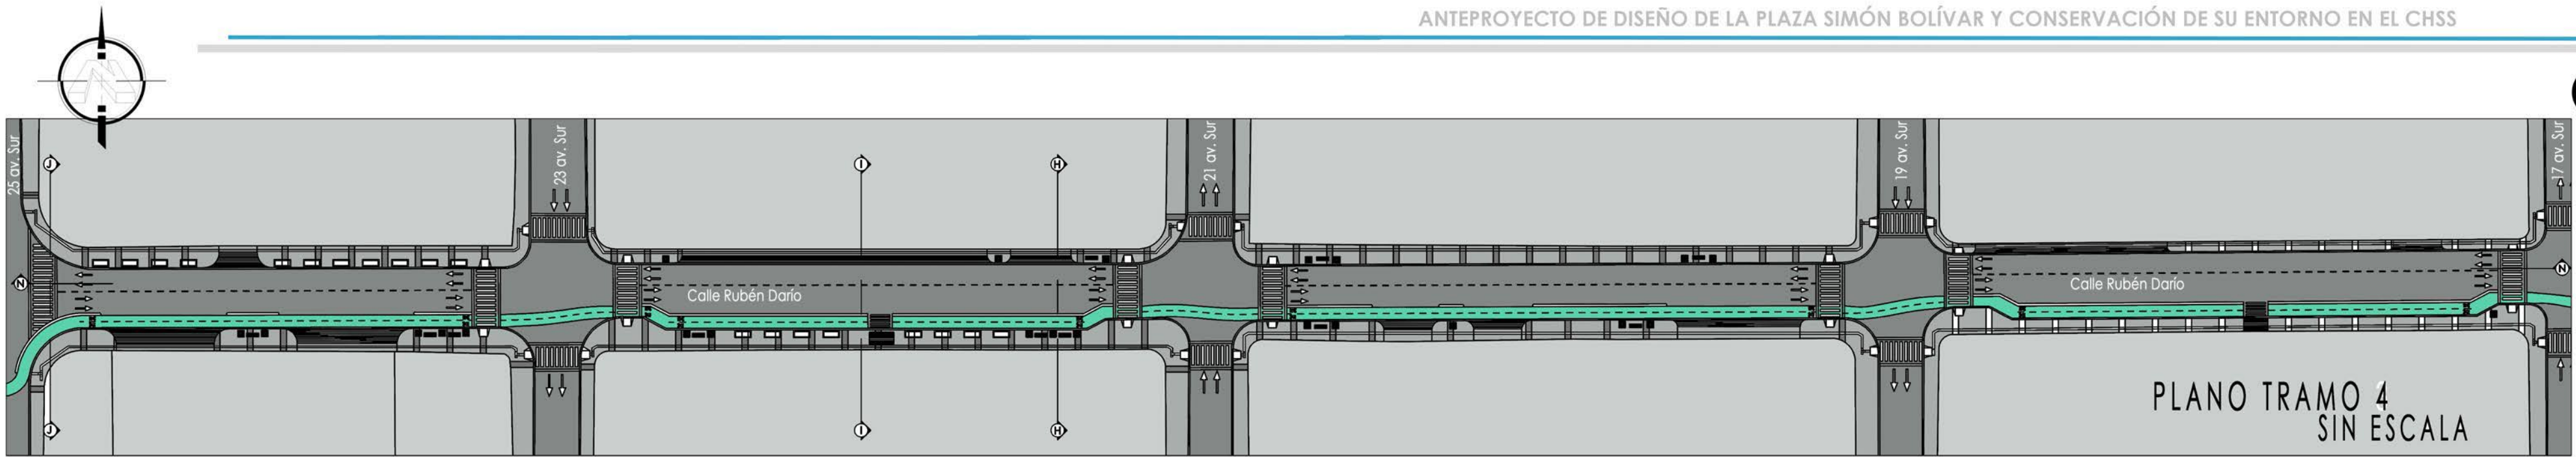 ANTEPROYECTO DE DISEÑO DE LA PLAZA SIMÓN BOLÍVAR Y CONSERVACIÓN DE SU ENTORNO EN EL CHSS
N
25 av. Sur
23 av. Sur
21 av. Sur
19 av. Sur
17 av. Sur
J
I
H
N
Calle Rubén Darío
Calle Rubén Darío
N
J
I
H
PLANO TRAMO 4
SIN ESCALA